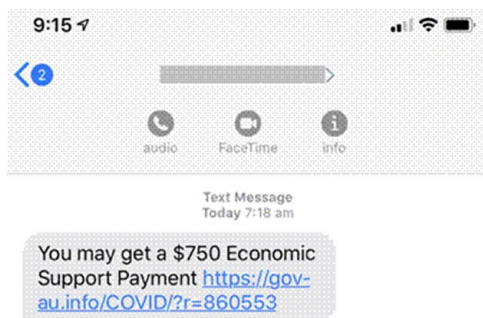 9:15
2
audio FaceTime info
Text Message
Today 7:18 am
You may get a $750 Economic
Support Payment https://gov-
au.info/COVID/?r=860553